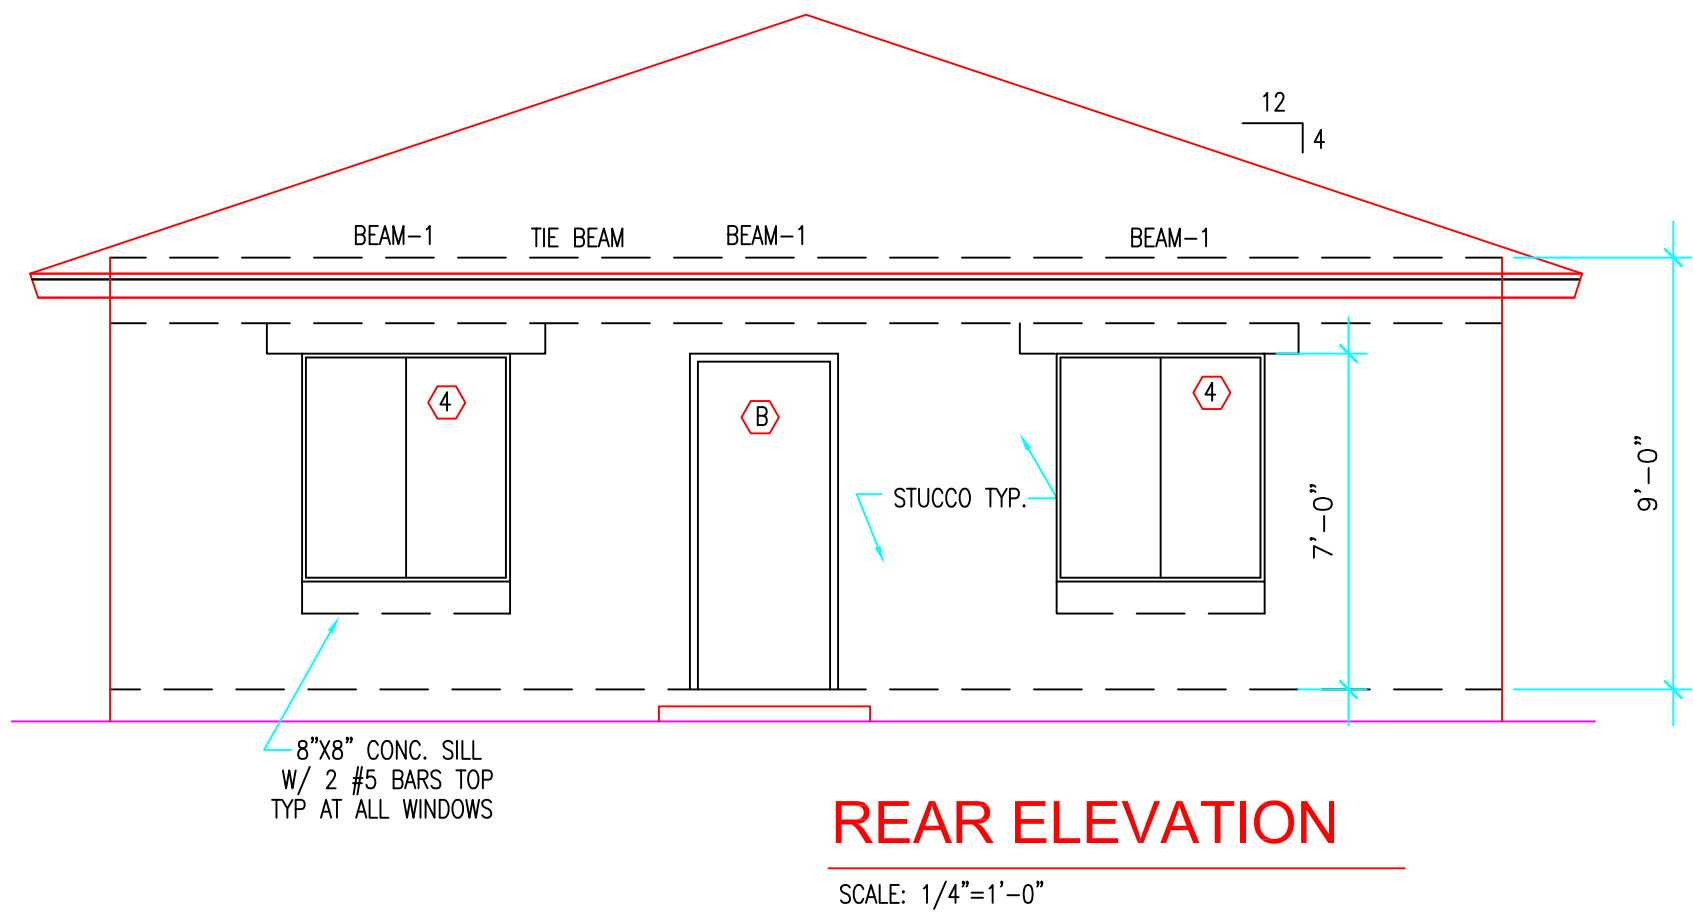 12
4
BEAM-1
TIE BEAM
BEAM-1
BEAM-1
4
B
4
STUCCO TYP.
7'-0"
9'-0"
8"X8" CONC. SILL
W/ 2 #5 BARS TOP
TYP AT ALL WINDOWS
REAR ELEVATION
SCALE: 1/4"=1'-0"